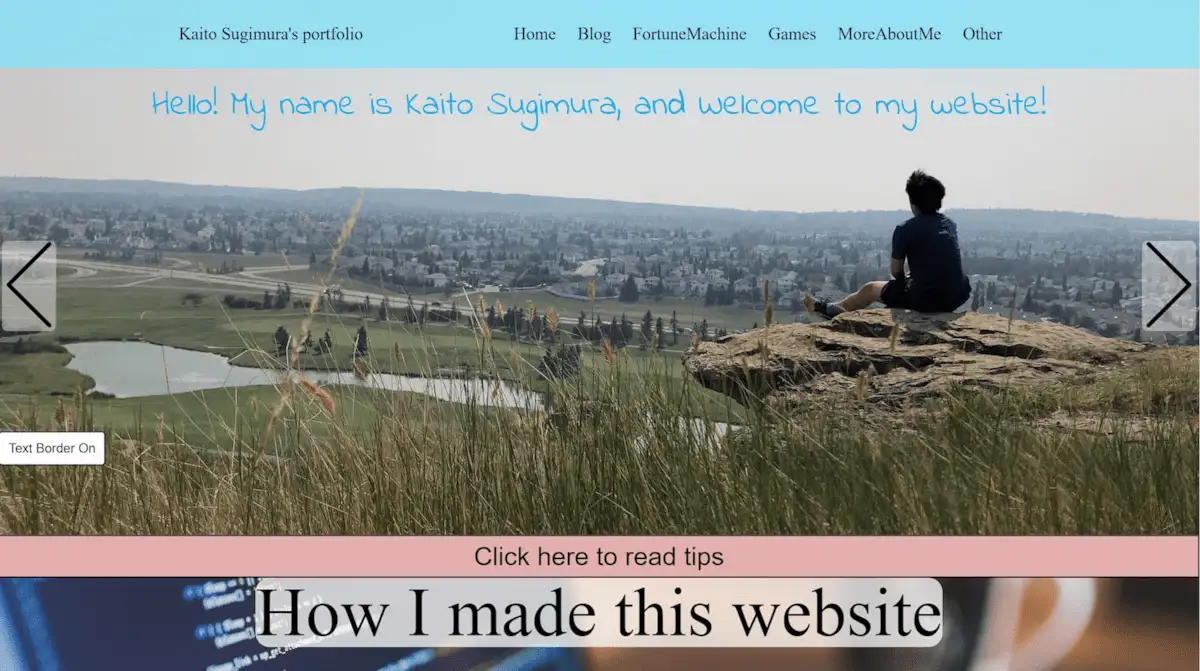 Kaito Sugimura's portfolio
Home Blog FortuneMachine Games MoreAboutMe Other
Hello! My name is Kaito Sugimura, and welcome to my website!
Text Border On
Click here to read tips
How I made this website